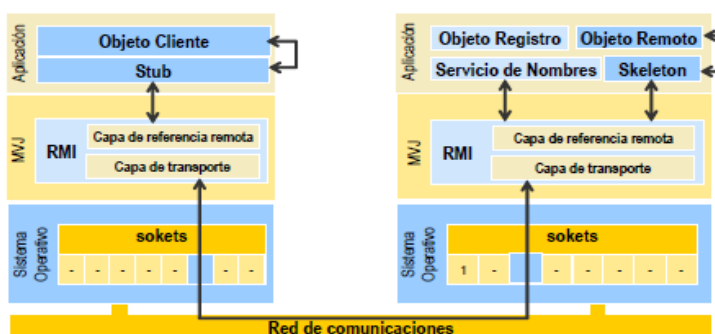 Aplicación
Objeto Cliente
Stub
MVJ
RMI
Capa de referencia remota
Capa de transporte
Sistema
Operativo
sokets
- - - - - - -
Aplicación
Objeto Registro
Objeto Remoto
Servicio de Nombres
Skeleton
MVJ
RMI
Capa de referencia remota
Capa de transporte
Sistema
Operativo
sokets
1 - - - - - -
Red de comunicaciones